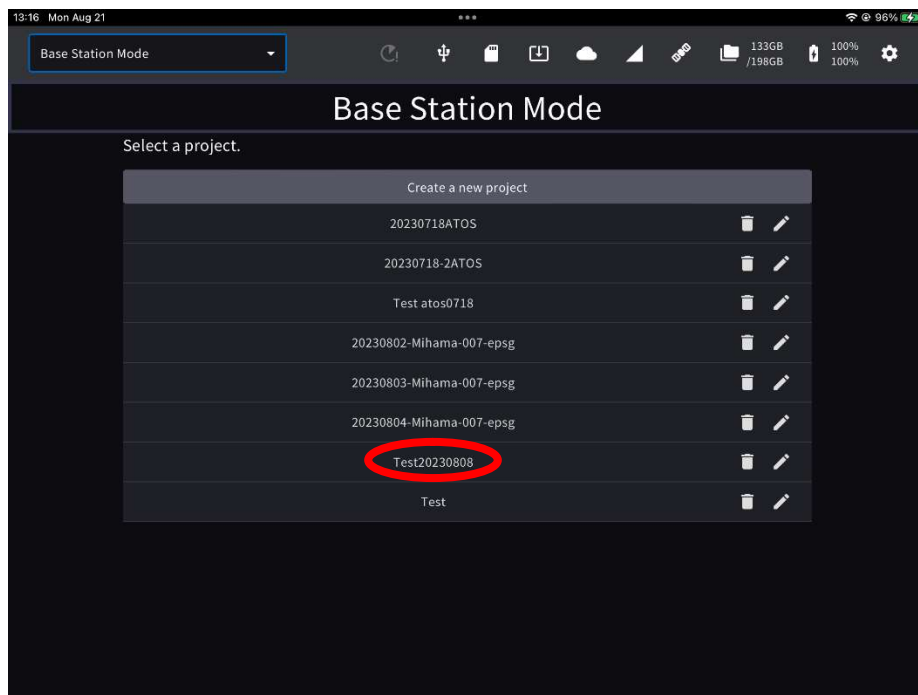 13:16 Mon Aug 21
96%
Base Station Mode
133GB
/198GB
100%
100%
Base Station Mode
Select a project.
Create a new project
20230718ATOS
20230718-2ATOS
Test atos0718
20230802-Mihama-007-epsg
20230803-Mihama-007-epsg
20230804-Mihama-007-epsg
Test20230808
Test